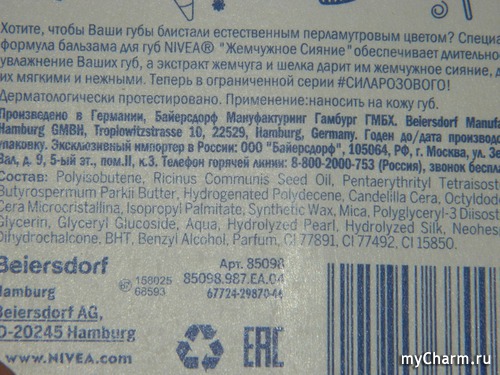 Хотите, чтобы Ваши губы блистали естественным перламутровым цветом? Специа
формула бальзама для губ NIVEA® "Жемчужное Сияние" обеспечивает длительно
увлажнение Ваших губ, а экстракт жемчуга и шелка дарит им жемчужное сияние, д
их мягкими и нежными. Теперь в ограниченной серии #СИЛАРОЗОВОГО!
Дерматологически протестировано. Применение:наносить на кожу губ.
Произведено в Германии, Байерсдорф Мануфактуринг Гамбург ГМБХ. Beiersdorf Manufa
Hamburg GMBH, Troplowitzstrasse 10, 22529, Hamburg, Germany. Годен до/дата производс
упаковку. Эксклюзивный импортер в России: ООО "Байерсдорф", 105064, РФ, г. Москва, ул. Зе
Вал, д. 9, 5-ый эт., пом.II, к.3. Телефон горячей линии: 8-800-2000-753 (Россия), звонок беспла
Состав: Polyisobutene, Ricinus Communis Seed Oil, Pentaerythrityl Tetraisost
Butyrospermum Parkii Butter, Hydrogenated Polydecene, Candelilla Cera, Octyldode
Cera Microcristallina, Isopropyl Palmitate, Synthetic Wax, Mica, Polyglyceryl-3 Diisost
Glycerin, Glyceryl Glucoside, Aqua, Hydrolyzed Pearl, Hydrolyzed Silk, Neohesp
Dihydrochalcone, BHT, Benzyl Alcohol, Parfum, CI 77891, CI 77492, CI 15850.
Beiersdorf
Арт. 85098
158025
68593
85098.987.EA.04
67724-29870-46
Hamburg
Beiersdorf AG,
D-20245 Hamburg
www.NIVEA.com
EAC
myCharm.ru